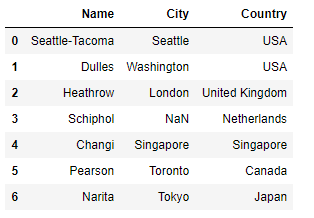 Name City Country
0 Seattle-Tacoma Seattle USA
1 Dulles Washington USA
2 Heathrow London United Kingdom
3 Schiphol NaN Netherlands
4 Changi Singapore Singapore
5 Pearson Toronto Canada
6 Narita Tokyo Japan